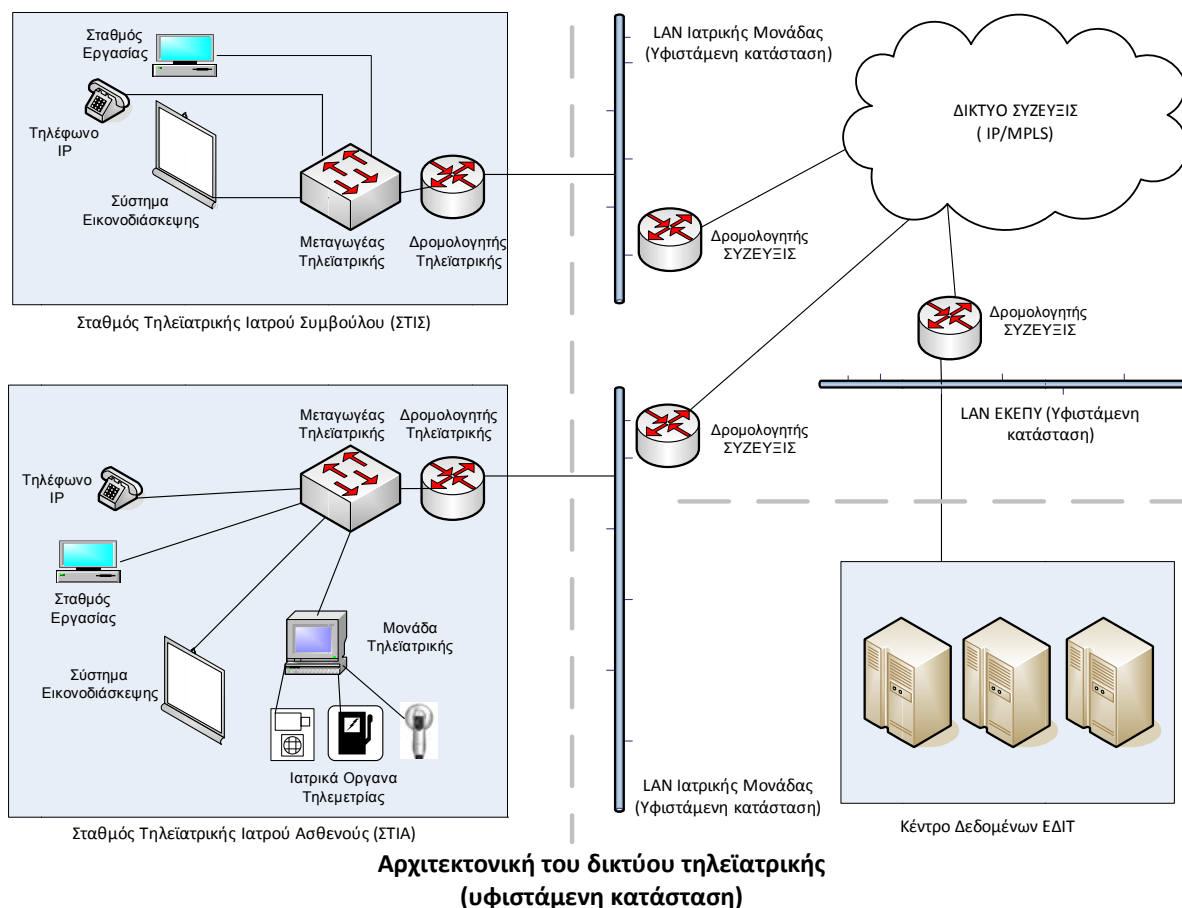 Σταθμός
Εργασίας
Τηλέφωνο
IP
Σύστημα
Εικονοδιάσκεψης
Μεταγωγέας
Τηλεϊατρικής
Δρομολογητής
Τηλεϊατρικής
Σταθμός Τηλεϊατρικής Ιατρού Συμβούλου (ΣΤΙΣ)
LAN Ιατρικής Μονάδας
(Υφιστάμενη κατάσταση)
ΔΙΚΤΥΟ ΣΥΖΕΥΞΙΣ
( IP/MPLS)
Δρομολογητής
ΣΥΖΕΥΞΙΣ
Δρομολογητής
ΣΥΖΕΥΞΙΣ
LAN ΕΚΕΠΥ (Υφιστάμενη
κατάσταση)
Μεταγωγέας
Τηλεϊατρικής
Δρομολογητής
Τηλεϊατρικής
Δρομολογητής
ΣΥΖΕΥΞΙΣ
Τηλέφωνο
IP
Σταθμός
Εργασίας
Σύστημα
Εικονοδιάσκεψης
Μονάδα
Τηλεϊατρικής
Ιατρικά Οργανα
Τηλεμετρίας
LAN Ιατρικής Μονάδας
(Υφιστάμενη κατάσταση)
Σταθμός Τηλεϊατρικής Ιατρού Ασθενούς (ΣΤΙΑ)
Κέντρο Δεδομένων ΕΔΙΤ
Αρχιτεκτονική του δικτύου τηλεϊατρικής
(υφιστάμενη κατάσταση)